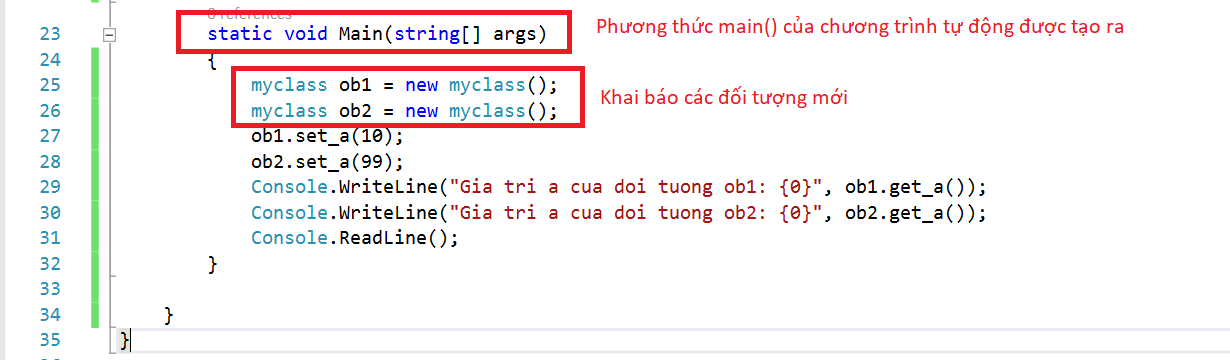 0 references
23 static void Main(string[] args) Phương thức main() của chương trình tự động được tạo ra
24 {
25 myclass ob1 = new myclass();
26 myclass ob2 = new myclass(); Khai báo các đối tượng mới
27 ob1.set_a(10);
28 ob2.set_a(99);
29 Console.WriteLine("Gia tri a cua doi tuong ob1: {0}", ob1.get_a());
30 Console.WriteLine("Gia tri a cua doi tuong ob2: {0}", ob2.get_a());
31 Console.ReadLine();
32 }
33
34 }
35 }